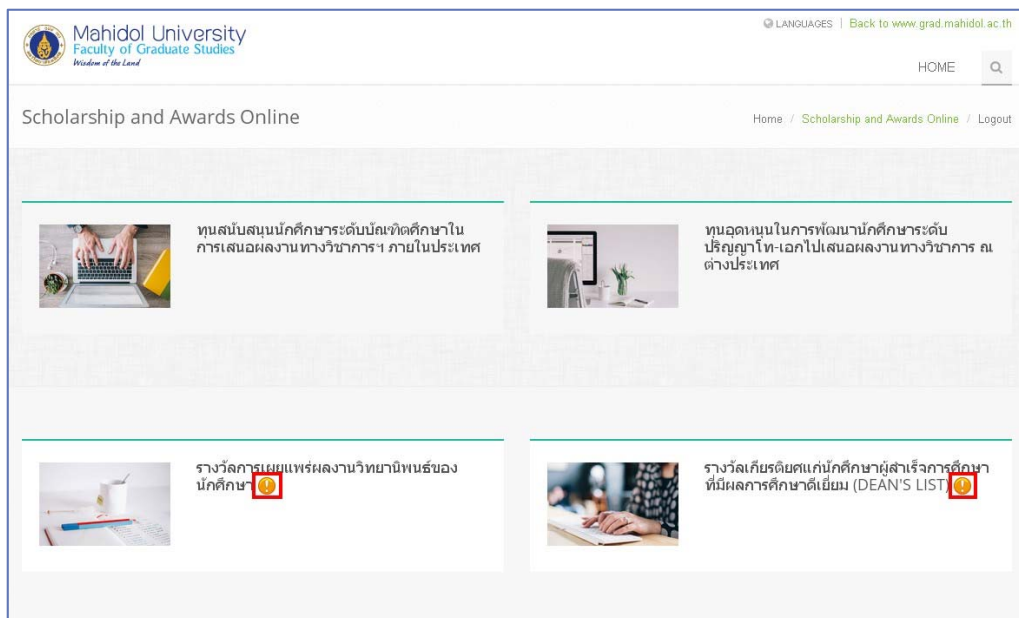 LANGUAGES | Back to www.grad.mahidol.ac.th
Mahidol University
Faculty of Graduate Studies
Wisdom of the Land
HOME
Scholarship and Awards Online
Home / Scholarship and Awards Online / Logout
ทุนสนับสนุนนักศึกษาระดับบัณฑิตศึกษาใน
การเสนอผลงานทางวิชาการฯ ภายในประเทศ
ทุนอุดหนุนในการพัฒนานักศึกษาระดับ
ปริญญาโท-เอกไปเสนอผลงานทางวิชาการ ณ
ต่างประเทศ
รางวัลการเผยแพร่ผลงานวิทยานิพนธ์ของ
นักศึกษา
รางวัลเกียรติยศแก่นักศึกษาผู้สำเร็จการศึกษา
ที่มีผลการศึกษาดีเยี่ยม (DEAN'S LIST)